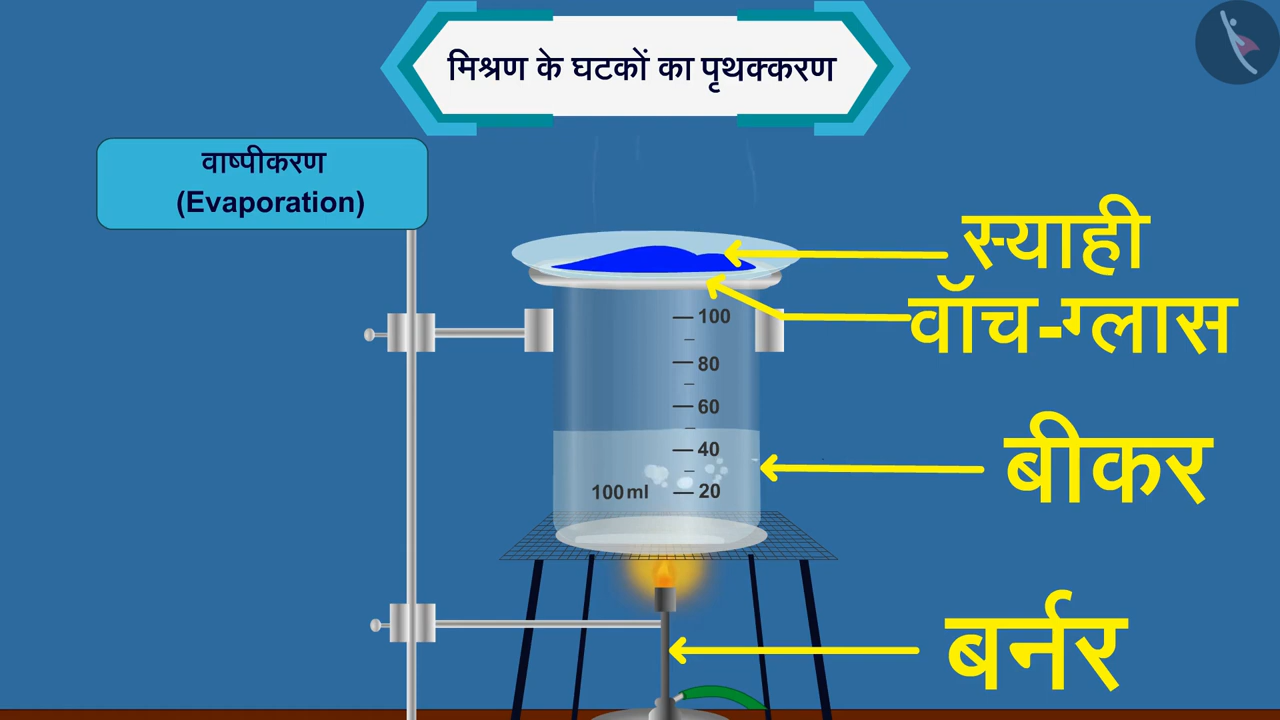 मिश्रण के घटकों का पृथक्करण
वाष्पीकरण
(Evaporation)
स्याही
वॉच-ग्लास
100
80
60
40
100 ml 20
बीकर
बर्नर